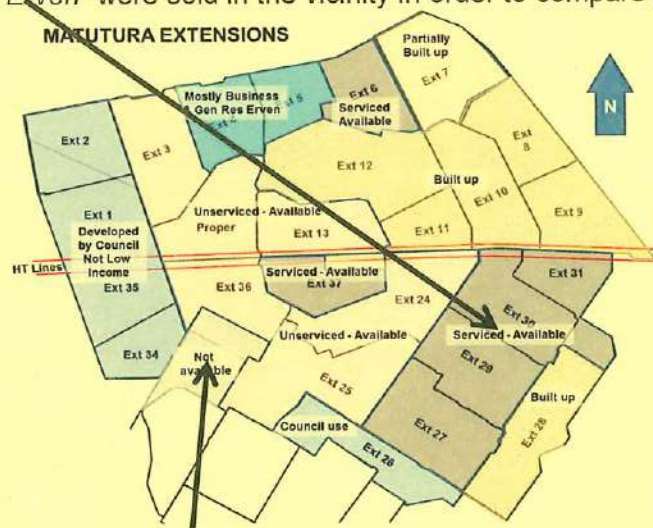 Erven were sold in the vicinity in order to compare
MATUTURA EXTENSIONS
Partially
Built up
Ext 7
Mostly Business
Gen Res Erven
Ext 5
Ext 6
Serviced
Available
N
Ext 2
Ext 3
Ext 12
Ext
8
Built up
Ext 10
Ext 9
Ext 1
Developed
by Council
Not Low
Income
Unserviced - Available
Proper
Ext 13
Ext 11
HT Lines
Ext 35
Ext 36
Serviced - Available
Ext 37
Ext 24
Ext 31
Ext 30
Serviced - Available
Unserviced - Available
Ext 34
Not
available
Ext 29
Ext 25
Built up
Ext 28
Council use
Ext 27
Ext 26